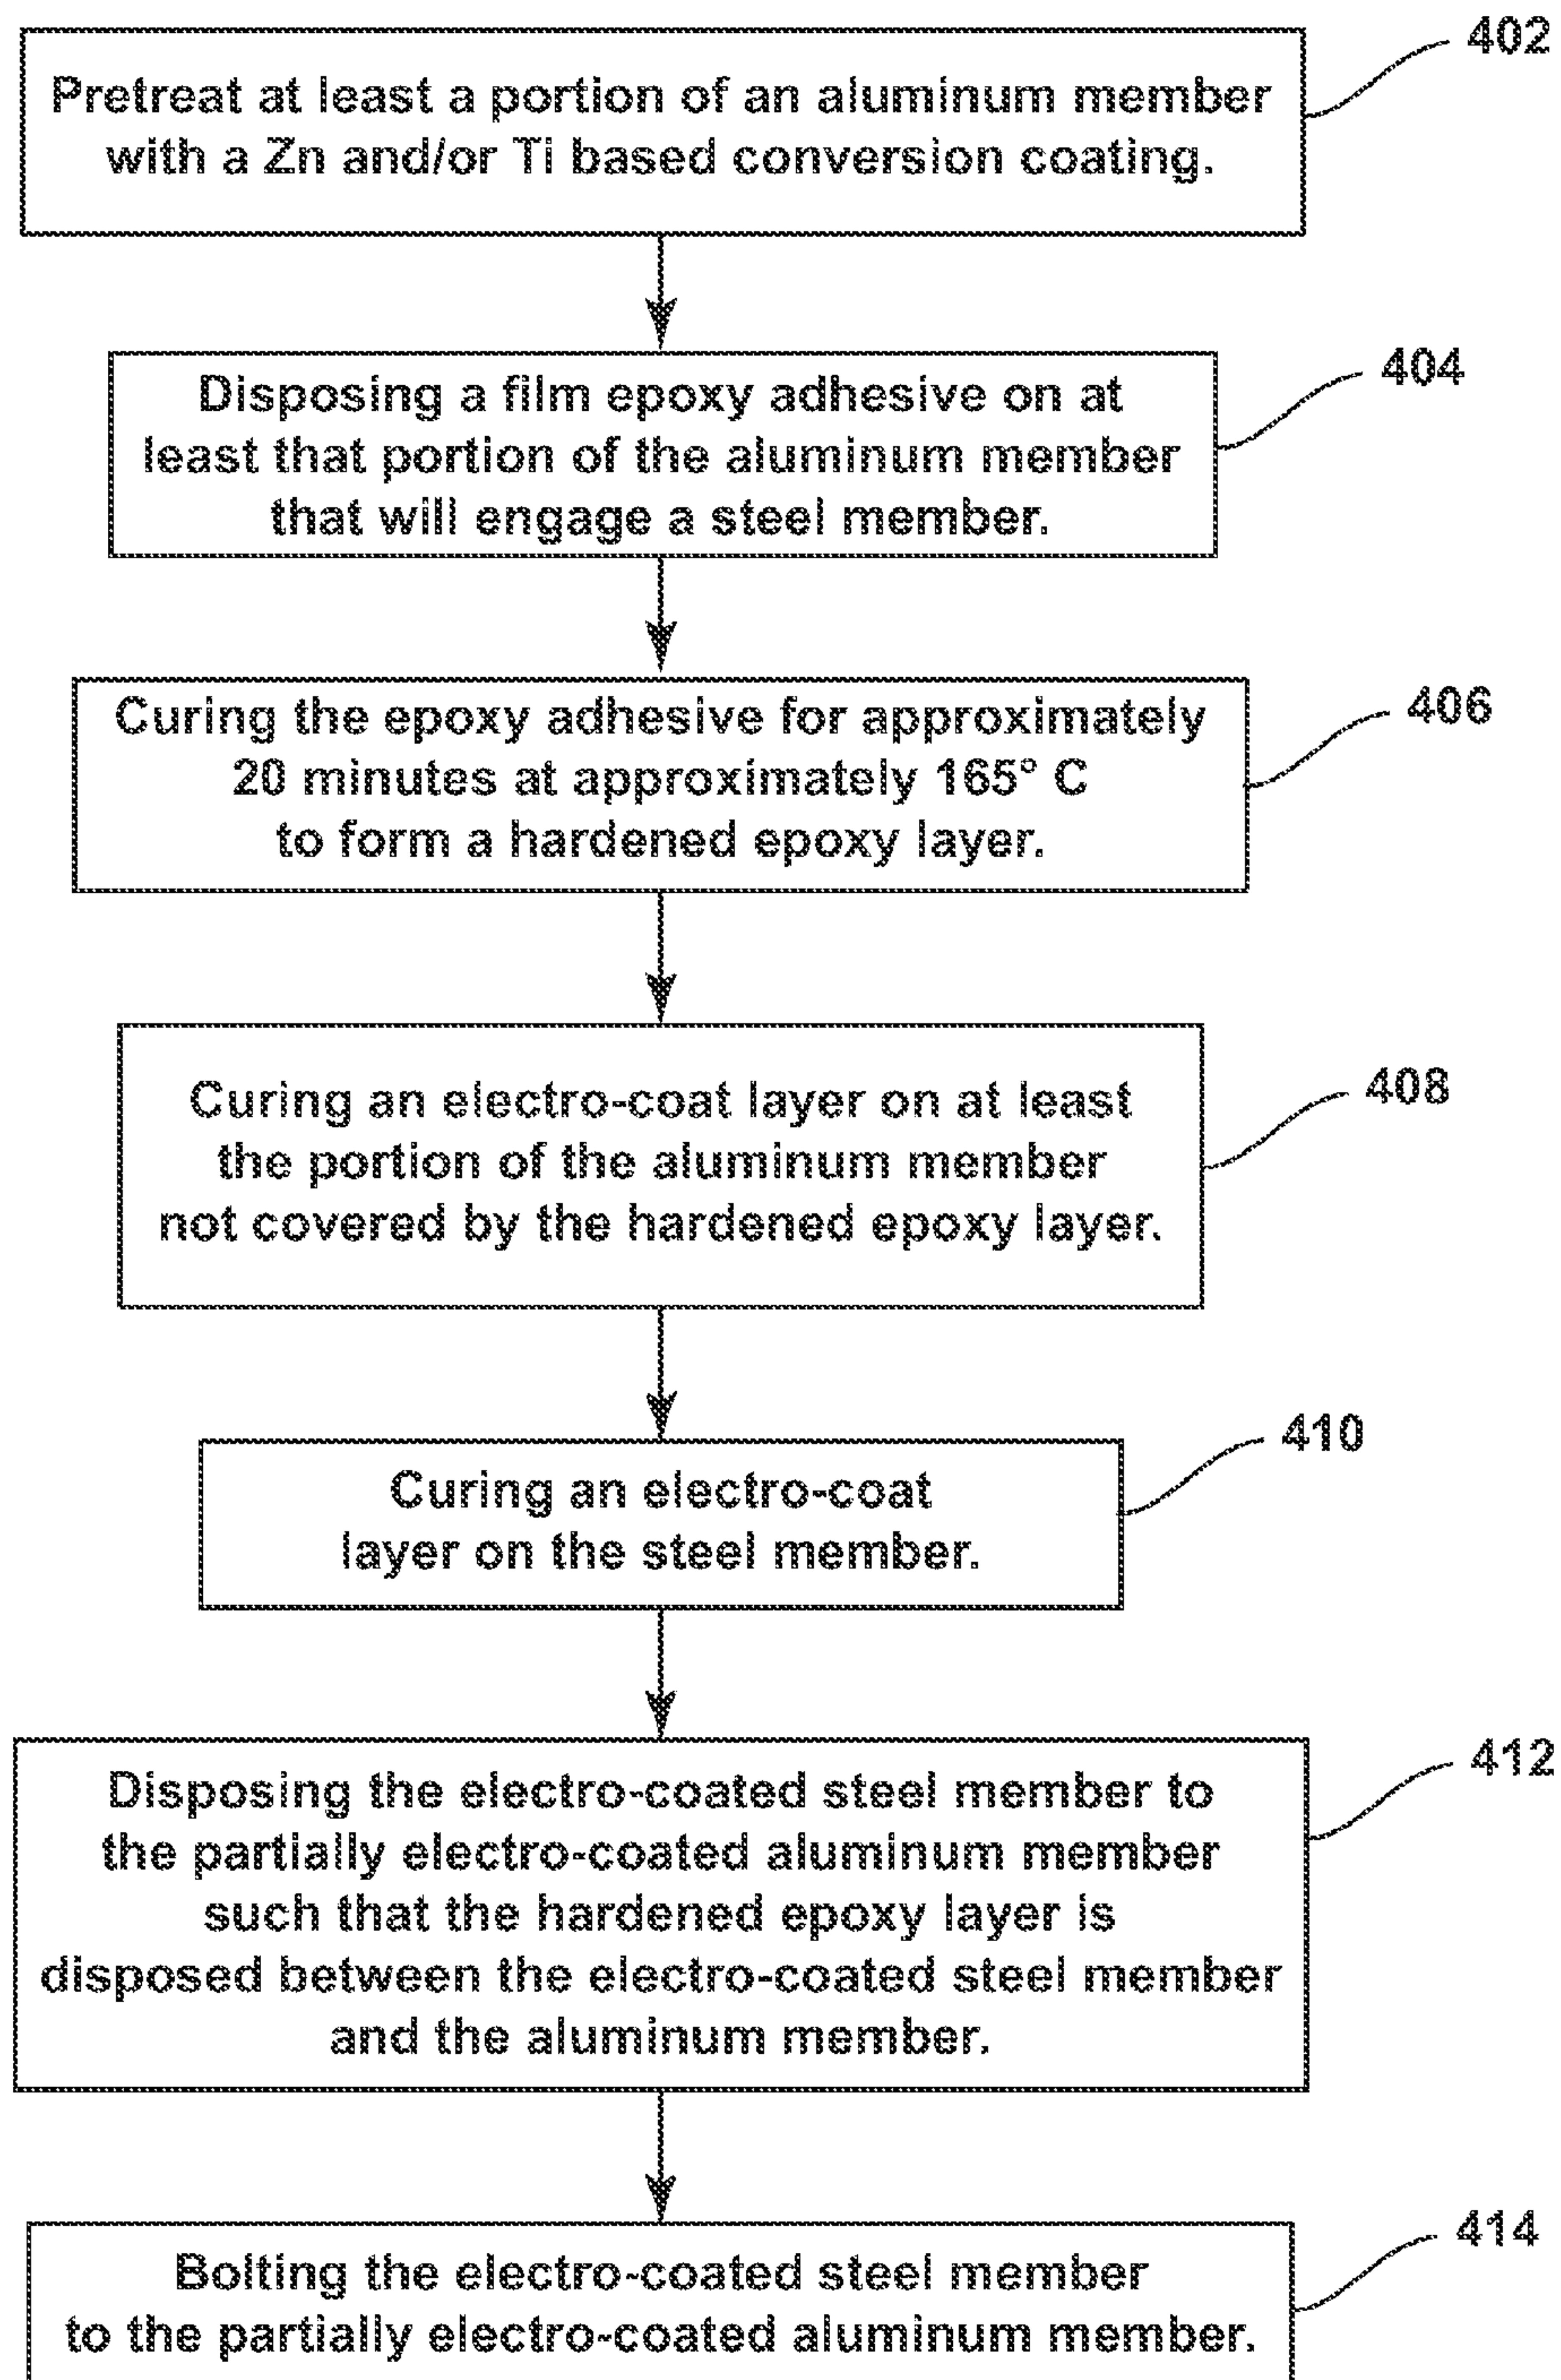 402
Pretreat at least a portion of an aluminum member
with a Zn and/or Ti based conversion coating.
404
Disposing a film epoxy adhesive on at
least that portion of the aluminum member
that will engage a steel member.
406
Curing the epoxy adhesive for approximately
20 minutes at approximately 165° C
to form a hardened epoxy layer.
408
Curing an electro-coat layer on at least
the portion of the aluminum member
not covered by the hardened epoxy layer.
410
Curing an electro-coat
layer on the steel member.
412
Disposing the electro-coated steel member to
the partially electro-coated aluminum member
such that the hardened epoxy layer is
disposed between the electro-coated steel member
and the aluminum member.
414
Bolting the electro-coated steel member
to the partially electro-coated aluminum member.